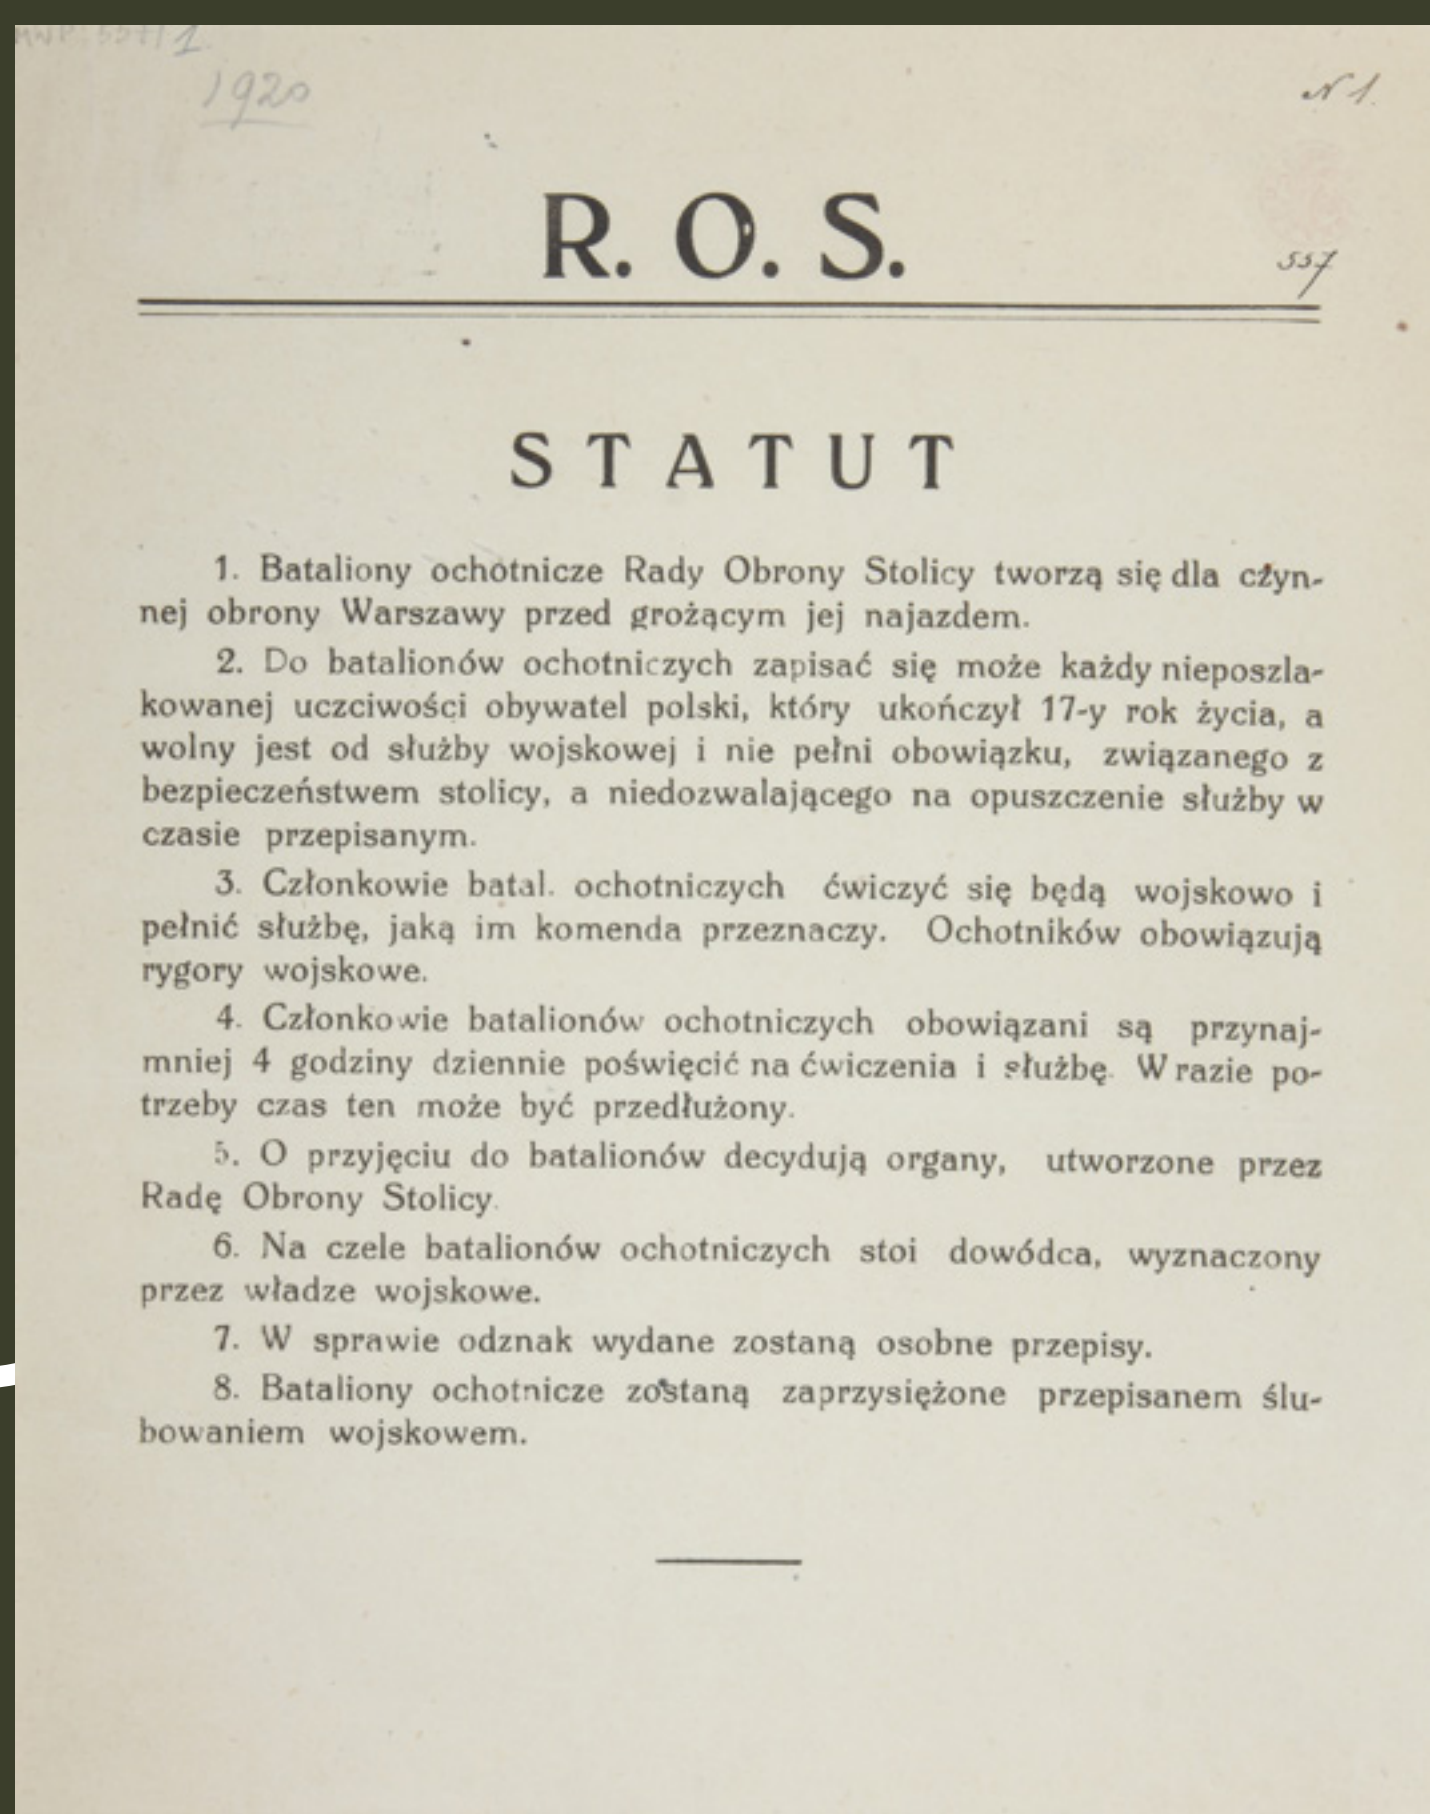 MWP 557/1
1920
N 1.
R. O. S.
557
STATUT
1. Bataliony ochotnicze Rady Obrony Stolicy tworzą się dla czyn-
nej obrony Warszawy przed grożącym jej najazdem.
2. Do batalionów ochotniczych zapisać się może każdy nieposzla-
kowanej uczciwości obywatel polski, który ukończył 17-y rok życia, a
wolny jest od służby wojskowej i nie pełni obowiązku, związanego z
bezpieczeństwem stolicy, a niedozwalającego na opuszczenie służby w
czasie przepisanym.
3. Członkowie batal. ochotniczych ćwiczyć się będą wojskowo i
pełnić służbę, jaką im komenda przeznaczy. Ochotników obowiązują
rygory wojskowe.
4. Członkowie batalionów ochotniczych obowiązani są przynaj-
mniej 4 godziny dziennie poświęcić na ćwiczenia i służbę. W razie po-
trzeby czas ten może być przedłużony.
5. O przyjęciu do batalionów decydują organy, utworzone przez
Radę Obrony Stolicy.
6. Na czele batalionów ochotniczych stoi dowódca, wyznaczony
przez władze wojskowe.
7. W sprawie odznak wydane zostaną osobne przepisy.
8. Bataliony ochotnicze zostaną zaprzysiężone przepisanem ślu-
bowaniem wojskowem.